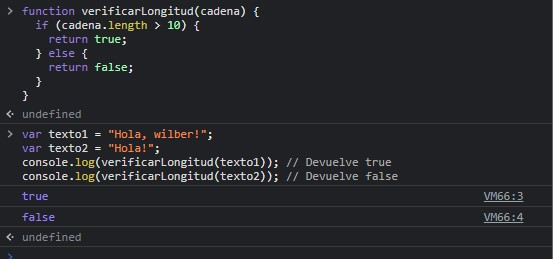 function verificarLongitud(cadena) {
if (cadena.length > 10) {
return true;
} else {
return false;
}
}
undefined
var texto1 = "Hola, wilber!";
var texto2 = "Hola!";
console.log(verificarLongitud(texto1)); // Devuelve true
console.log(verificarLongitud(texto2)); // Devuelve false
true VM66:3
false VM66:4
undefined